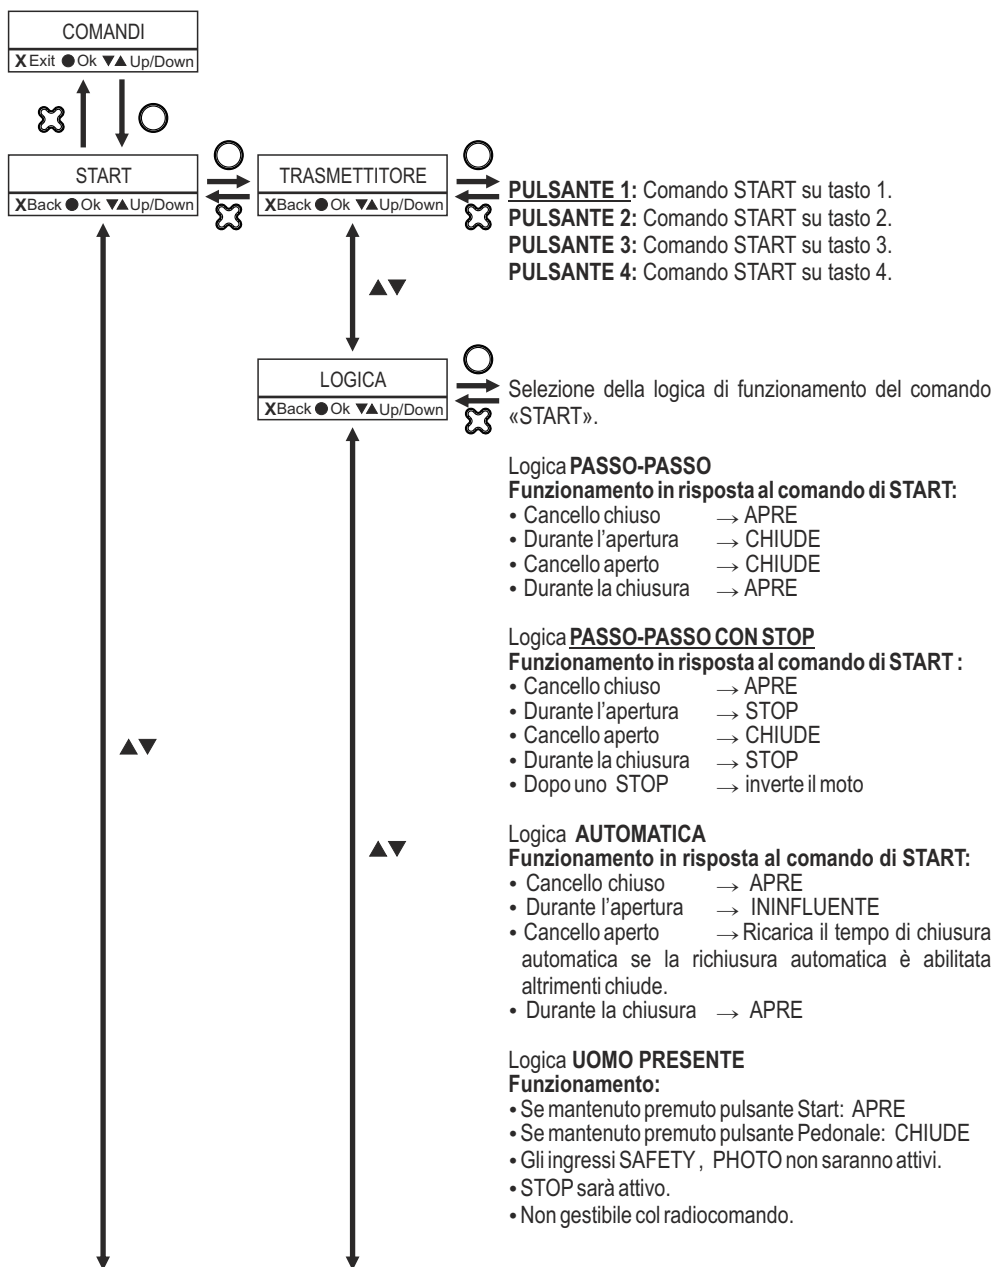 COMANDI
X Exit ● Ok ▼▲ Up/Down
START
XBack ● Ok ▼▲Up/Down
TRASMETTITORE
XBack ● Ok ▼▲Up/Down
PULSANTE 1: Comando START su tasto 1.
PULSANTE 2: Comando START su tasto 2.
PULSANTE 3: Comando START su tasto 3.
PULSANTE 4: Comando START su tasto 4.
▲▼
LOGICA
XBack ● Ok ▼▲Up/Down
Selezione della logica di funzionamento del comando
«START».
Logica PASSO-PASSO
Funzionamento in risposta al comando di START:
• Cancello chiuso → APRE
• Durante l'apertura → CHIUDE
• Cancello aperto → CHIUDE
• Durante la chiusura → APRE
Logica PASSO-PASSO CON STOP
Funzionamento in risposta al comando di START :
• Cancello chiuso → APRE
• Durante l'apertura → STOP
• Cancello aperto → CHIUDE
• Durante la chiusura → STOP
• Dopo uno STOP → inverte il moto
▲▼
Logica AUTOMATICA
Funzionamento in risposta al comando di START:
• Cancello chiuso → APRE
• Durante l'apertura → ININFLUENTE
• Cancello aperto → Ricarica il tempo di chiusura
automatica se la richiusura automatica è abilitata
altrimenti chiude.
• Durante la chiusura → APRE
▲▼
Logica UOMO PRESENTE
Funzionamento:
• Se mantenuto premuto pulsante Start: APRE
• Se mantenuto premuto pulsante Pedonale: CHIUDE
• Gli ingressi SAFETY , PHOTO non saranno attivi.
• STOP sarà attivo.
• Non gestibile col radiocomando.